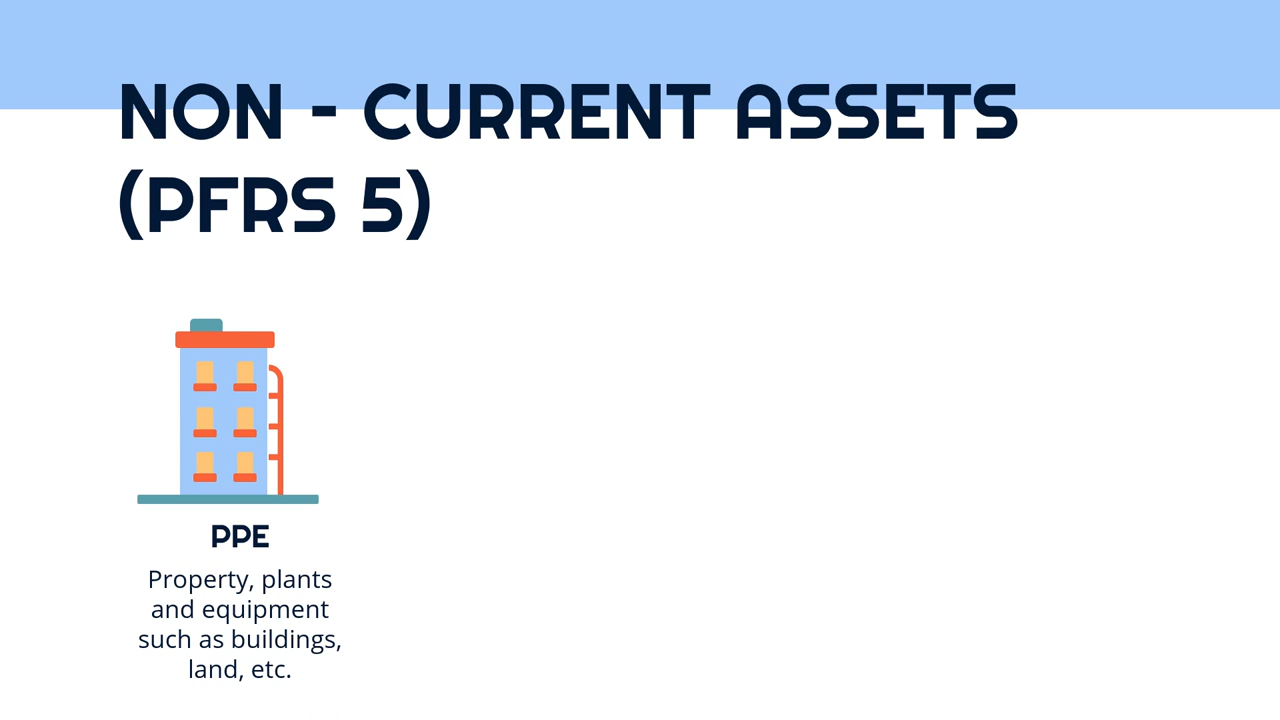 NON - CURRENT ASSETS
(PFRS 5)
PPE
Property, plants
and equipment
such as buildings,
land, etc.